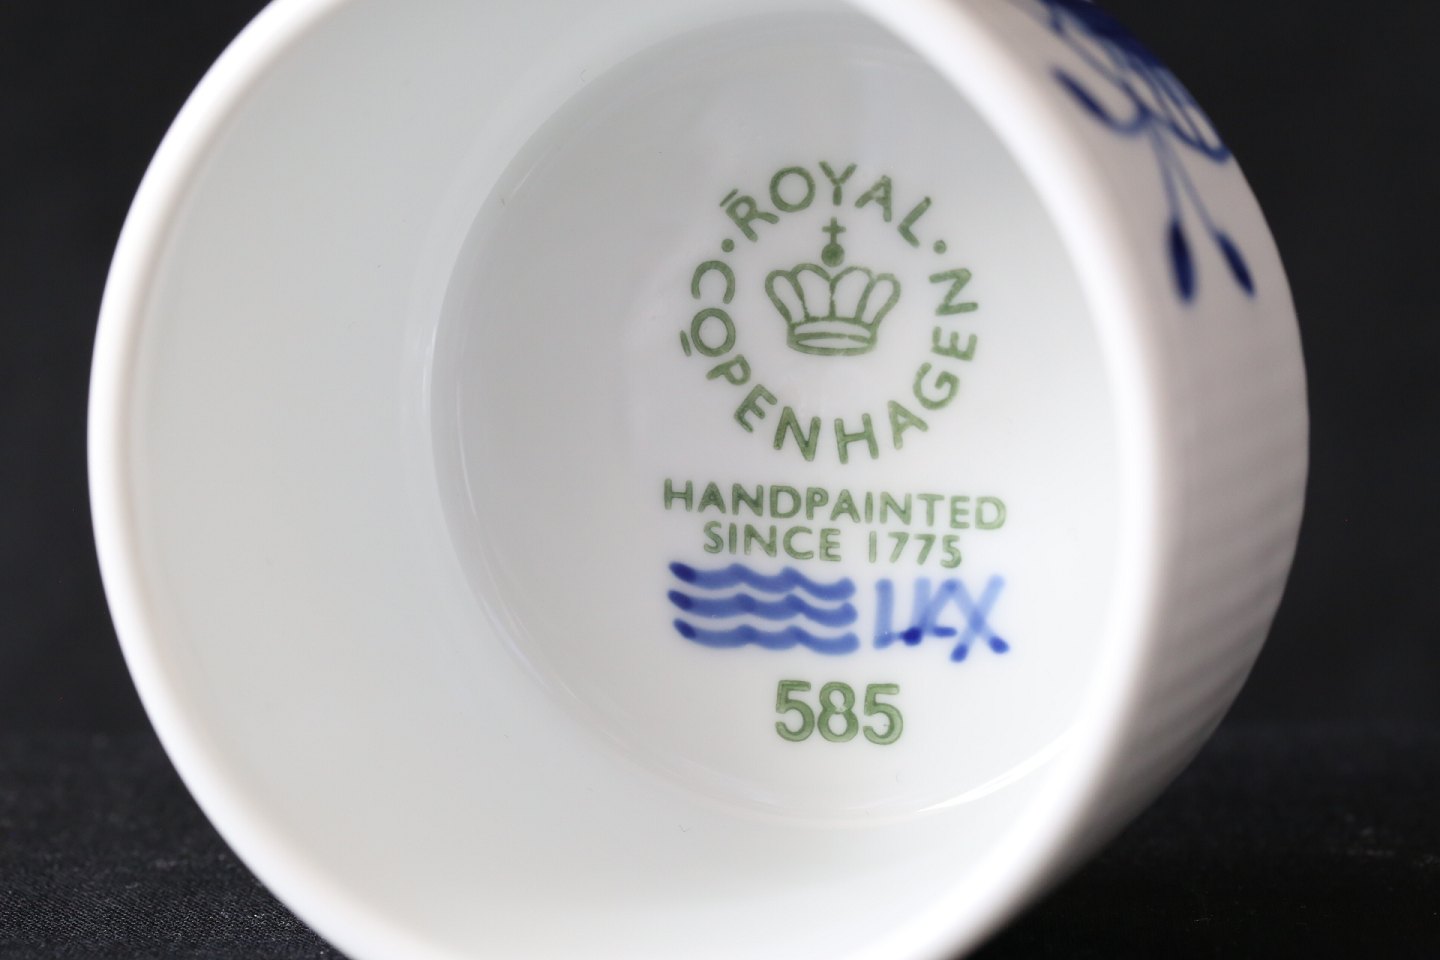 ROYAL
COPENHAGEN
HANDPAINTED
SINCE 1775
585